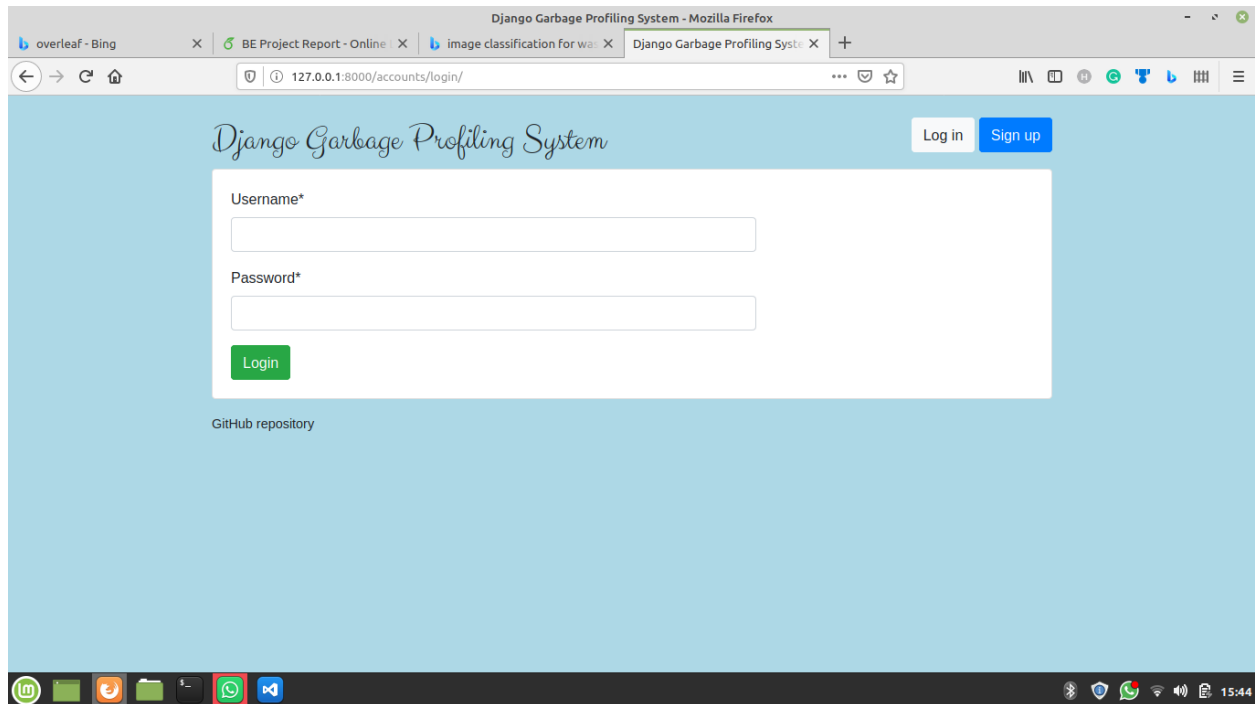 Django Garbage Profiling System - Mozilla Firefox
overleaf - Bing
BE Project Report - Online
image classification for was
Django Garbage Profiling Syste
127.0.0.1:8000/accounts/login/
Django Garbage Profiling System
Log in
Sign up
Username*
Password*
Login
GitHub repository
15:44